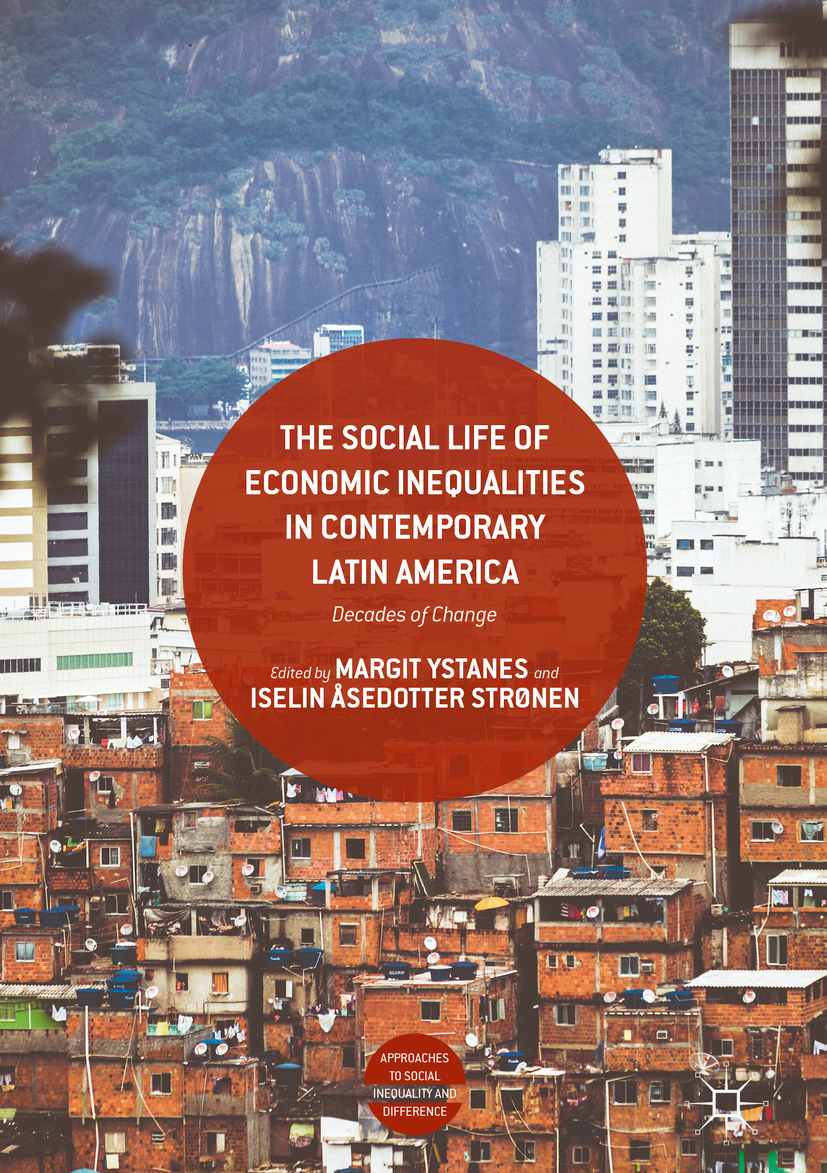 THE SOCIAL LIFE OF
ECONOMIC INEQUALITIES
IN CONTEMPORARY
LATIN AMERICA
Decades of Change
Edited by MARGIT YSTANES and
ISELIN ÅSEDOTTER STRØNEN
APPROACHES
TO SOCIAL
INEQUALITY AND
DIFFERENCE